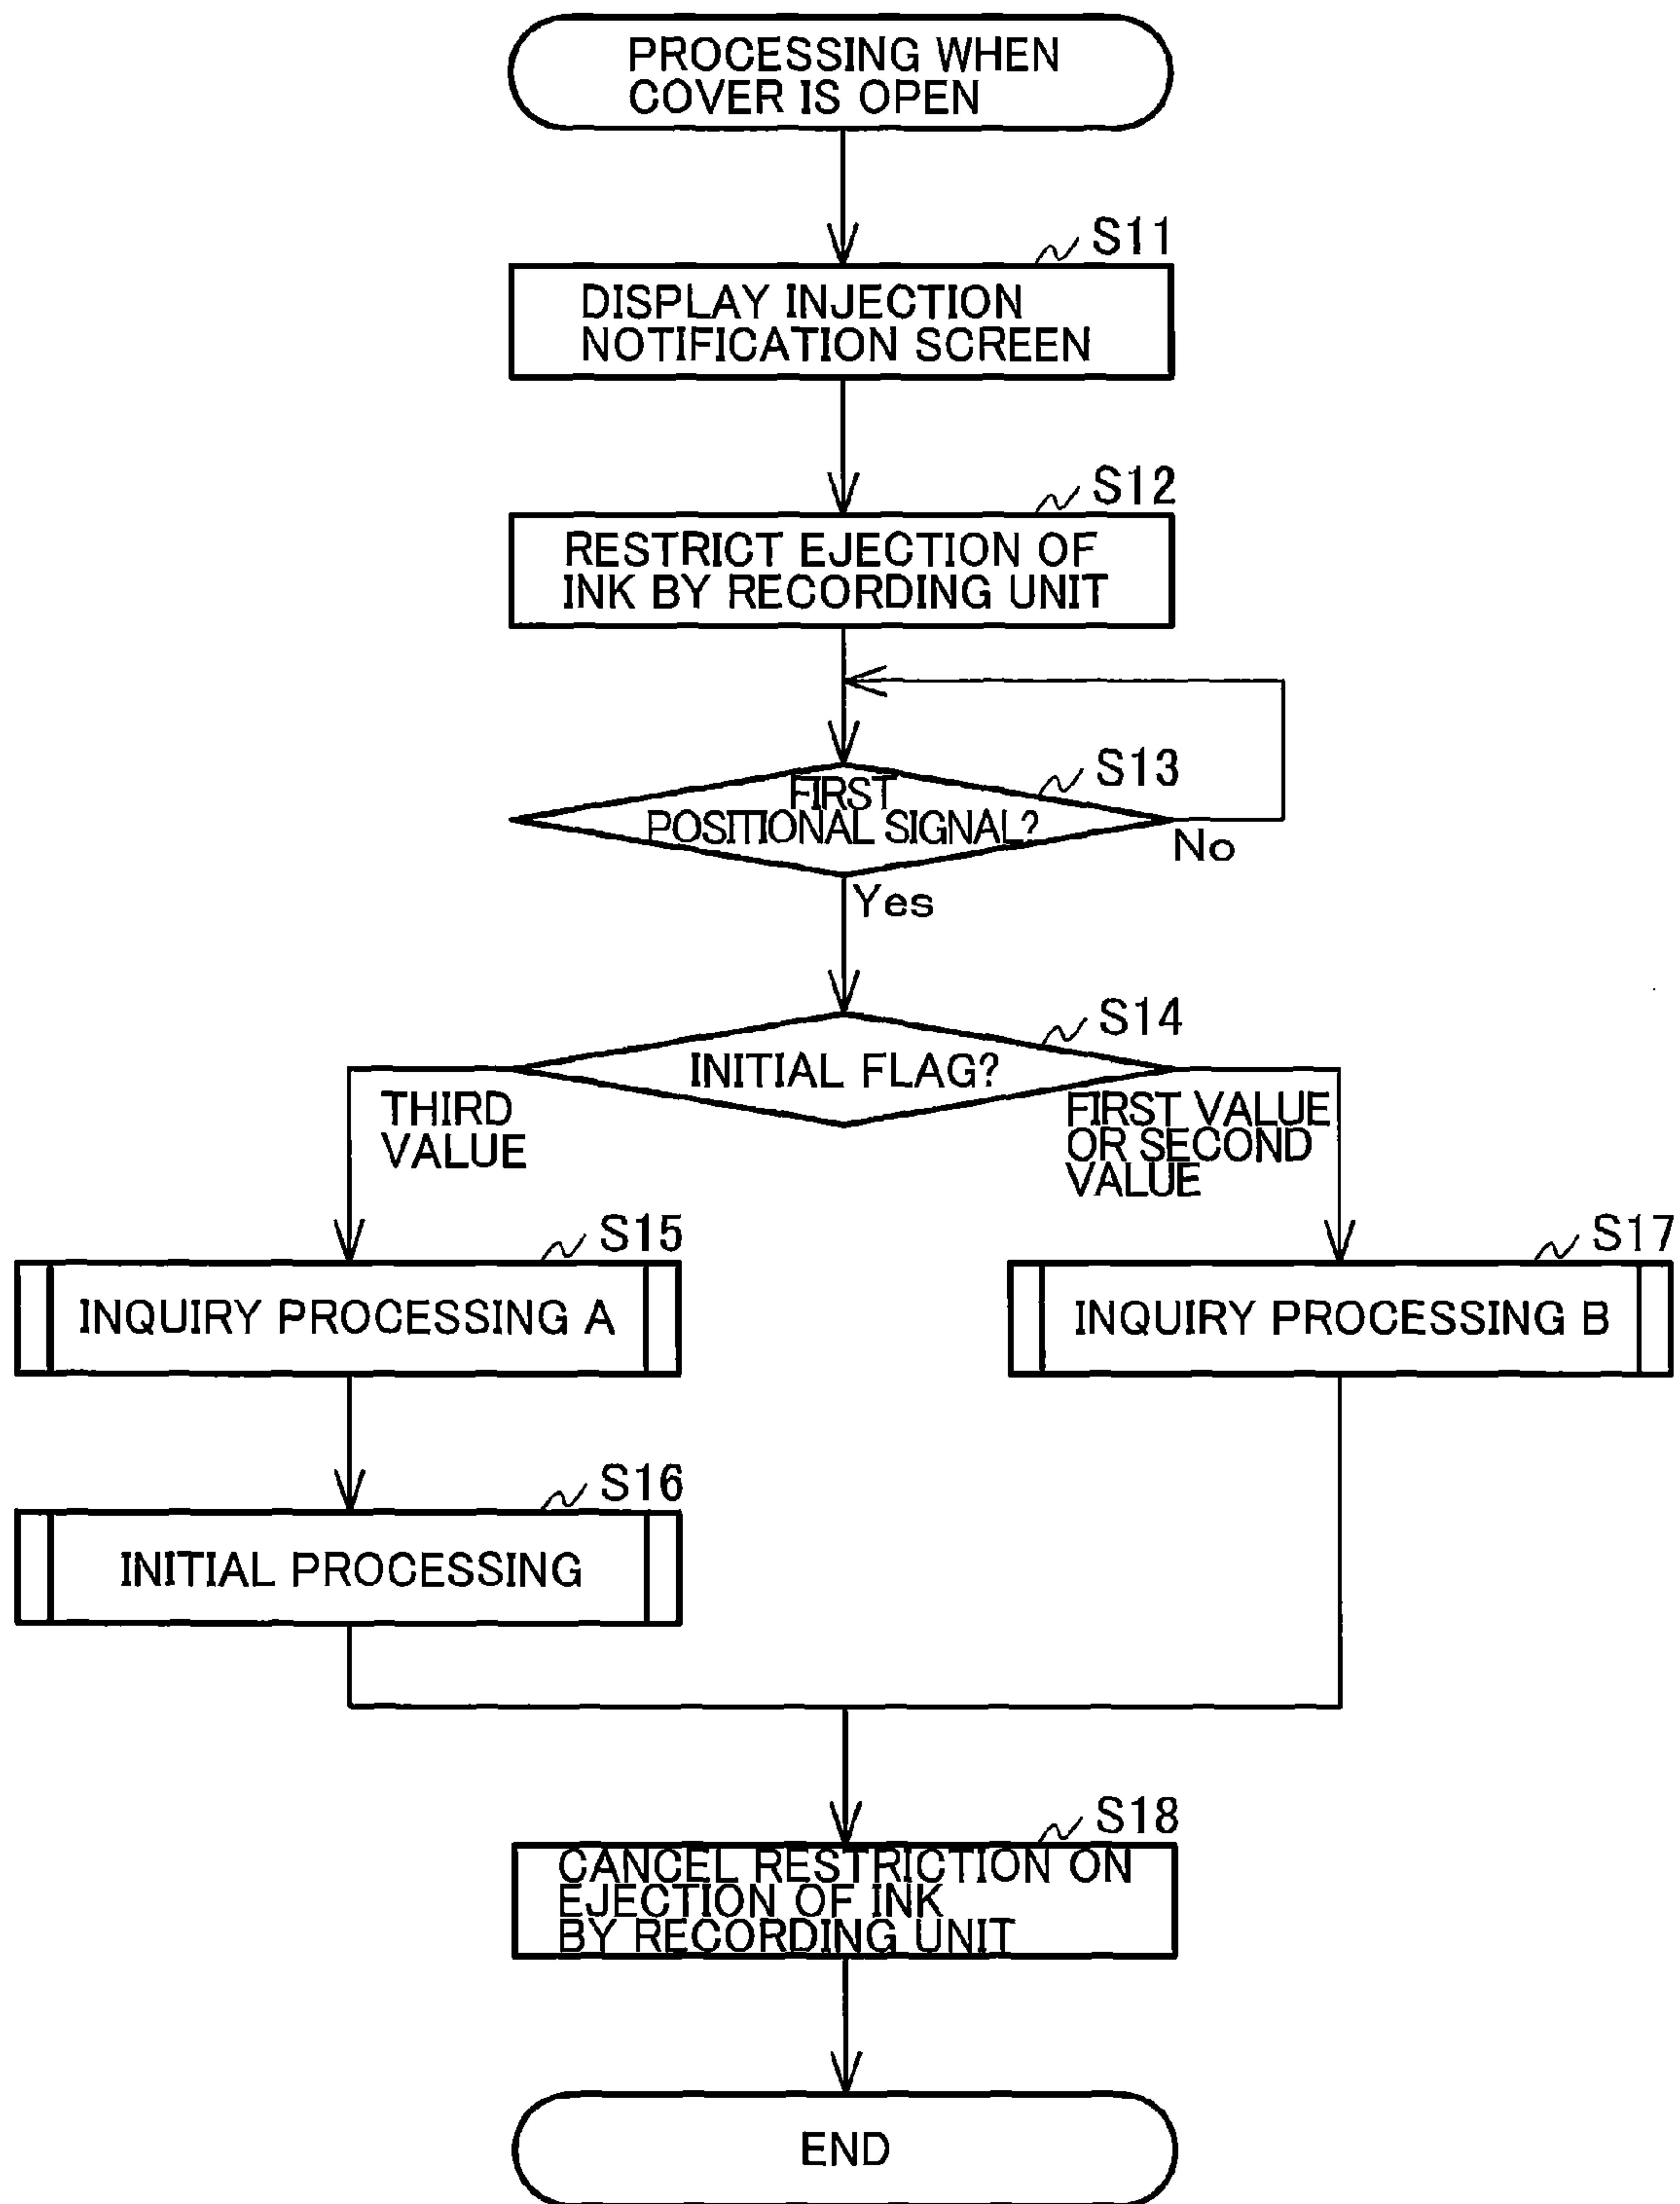 PROCESSING WHEN
COVER IS OPEN
S11
DISPLAY INJECTION
NOTIFICATION SCREEN
S12
RESTRICT EJECTION OF
INK BY RECORDING UNIT
S13
FIRST
POSITIONAL SIGNAL?
No
Yes
S14
INITIAL FLAG?
THIRD
VALUE
FIRST VALUE
OR SECOND
VALUE
S15
INQUIRY PROCESSING A
S17
INQUIRY PROCESSING B
S16
INITIAL PROCESSING
S18
CANCEL RESTRICTION ON
EJECTION OF INK
BY RECORDING UNIT
END